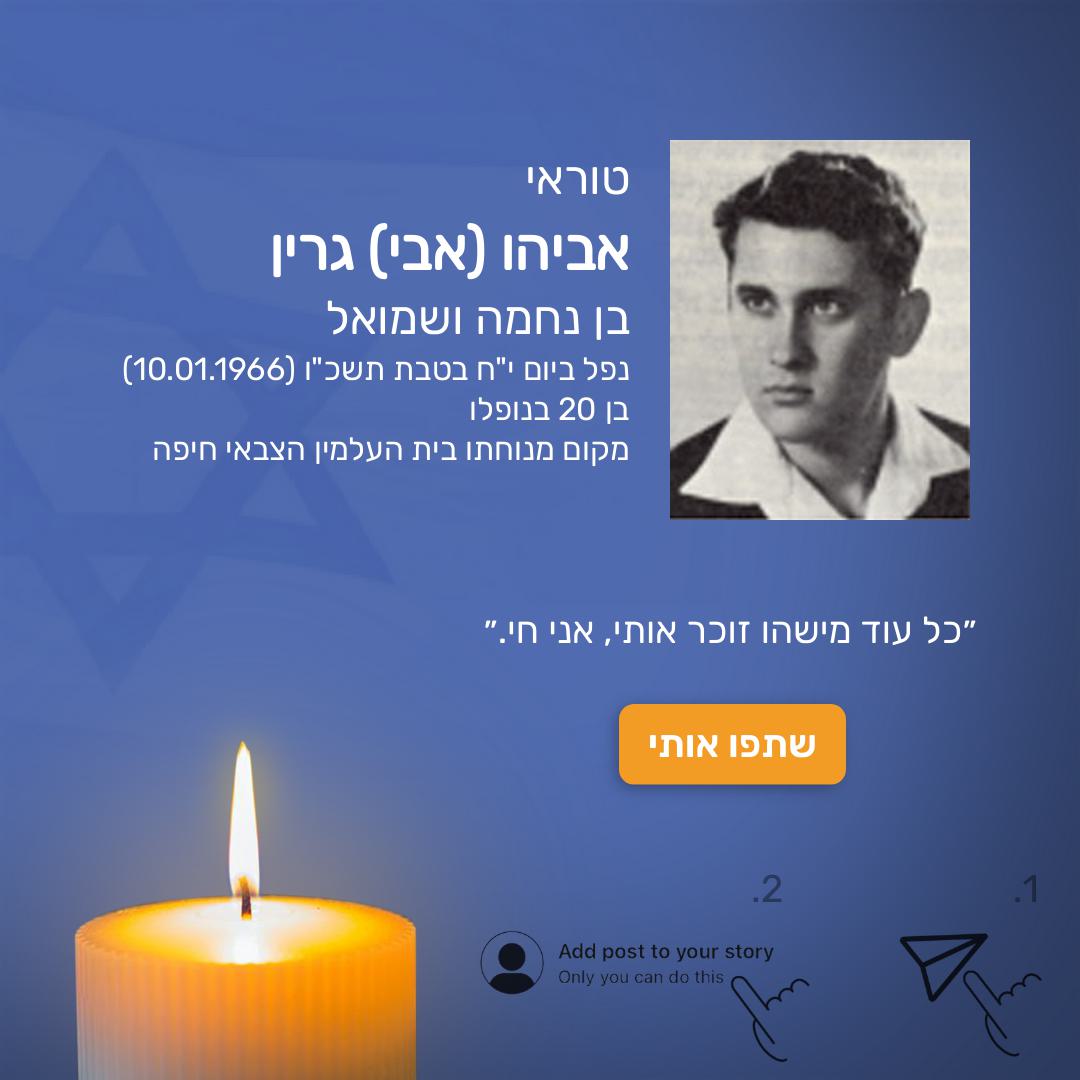 טוראי
אביהו (אבי) גרין
בן נחמה ושמואל
נפל ביום י"ח בטבת תשכ"ו (10.01.1966)
בן 20 בנופלו
מקום מנוחתו בית העלמין הצבאי חיפה
״כל עוד מישהו זוכר אותי, אני חי.״
שתפו אותי
1.
2.
Add post to your story
Only you can do this